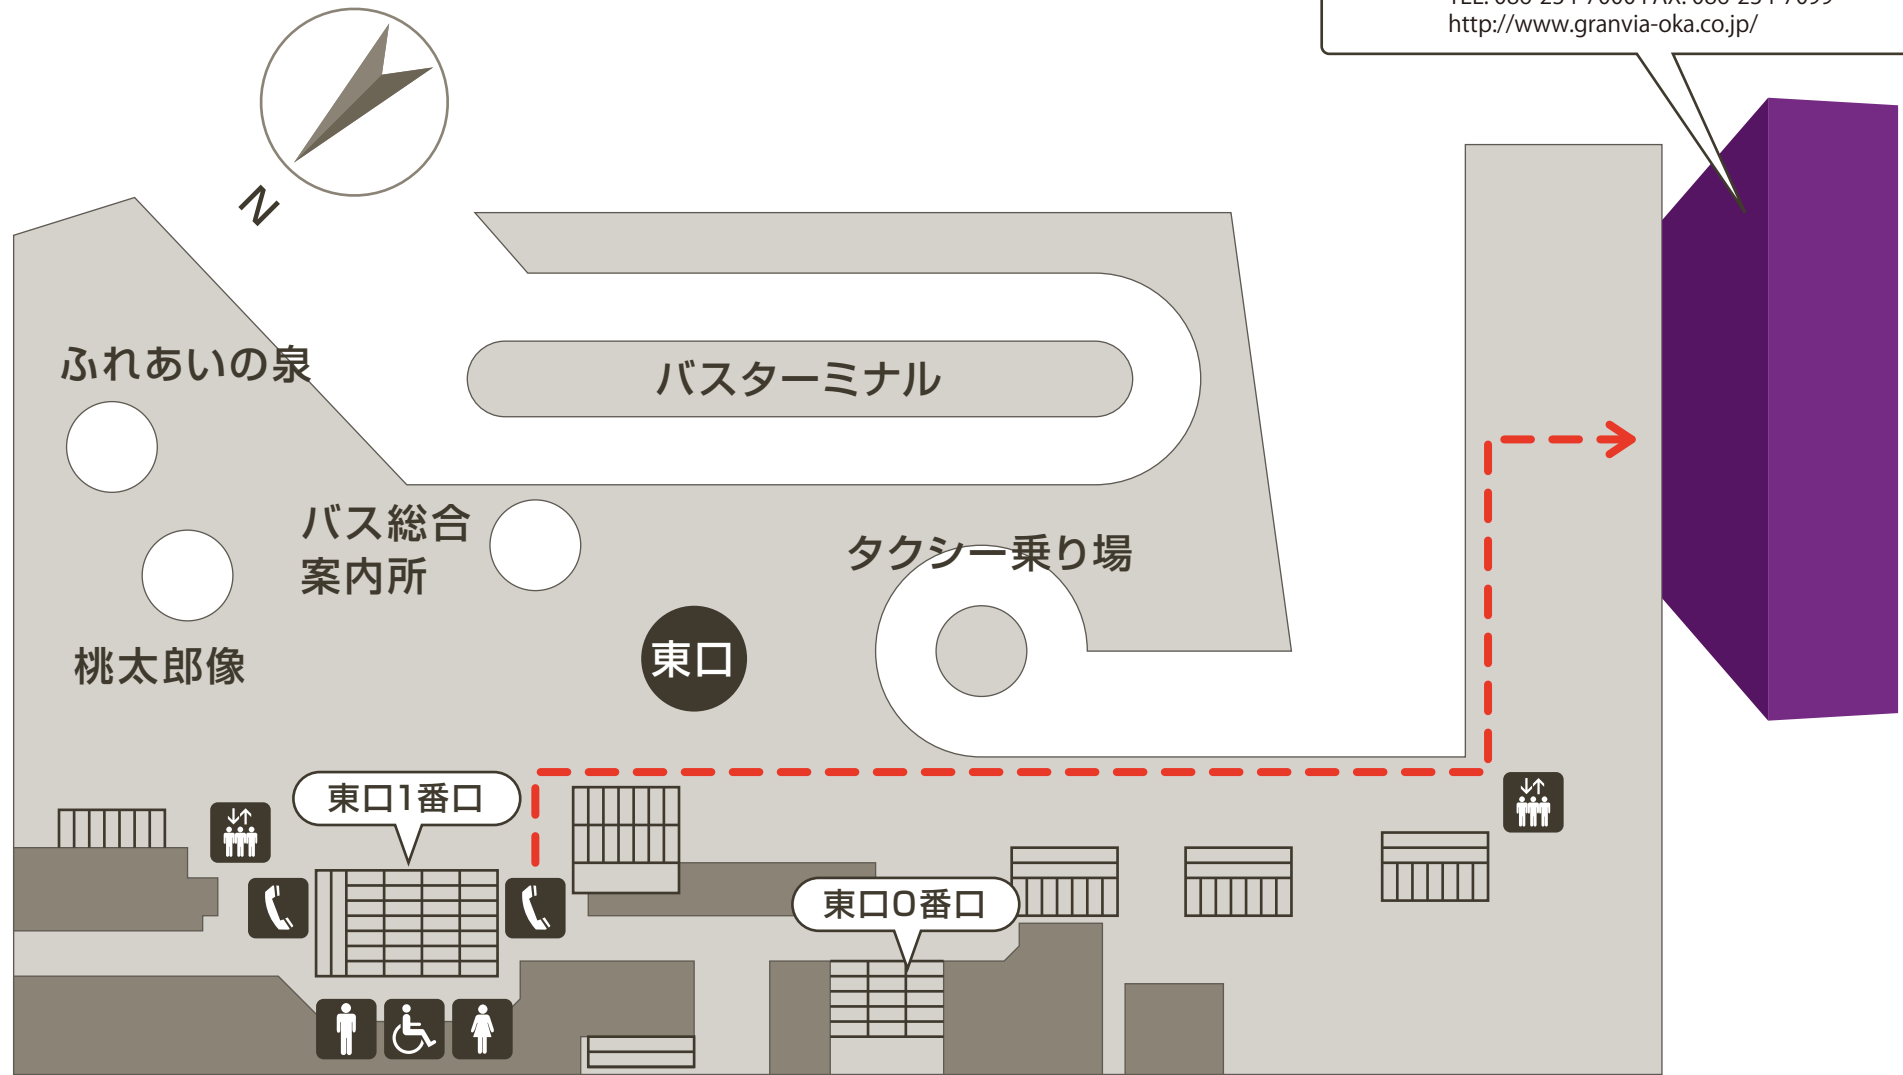 http://www.granvia-oka.co.jp/
N
ふれあいの泉
バスターミナル
バス総合
案内所
タクシー乗り場
桃太郎像
東口
東口1番口
東口0番口